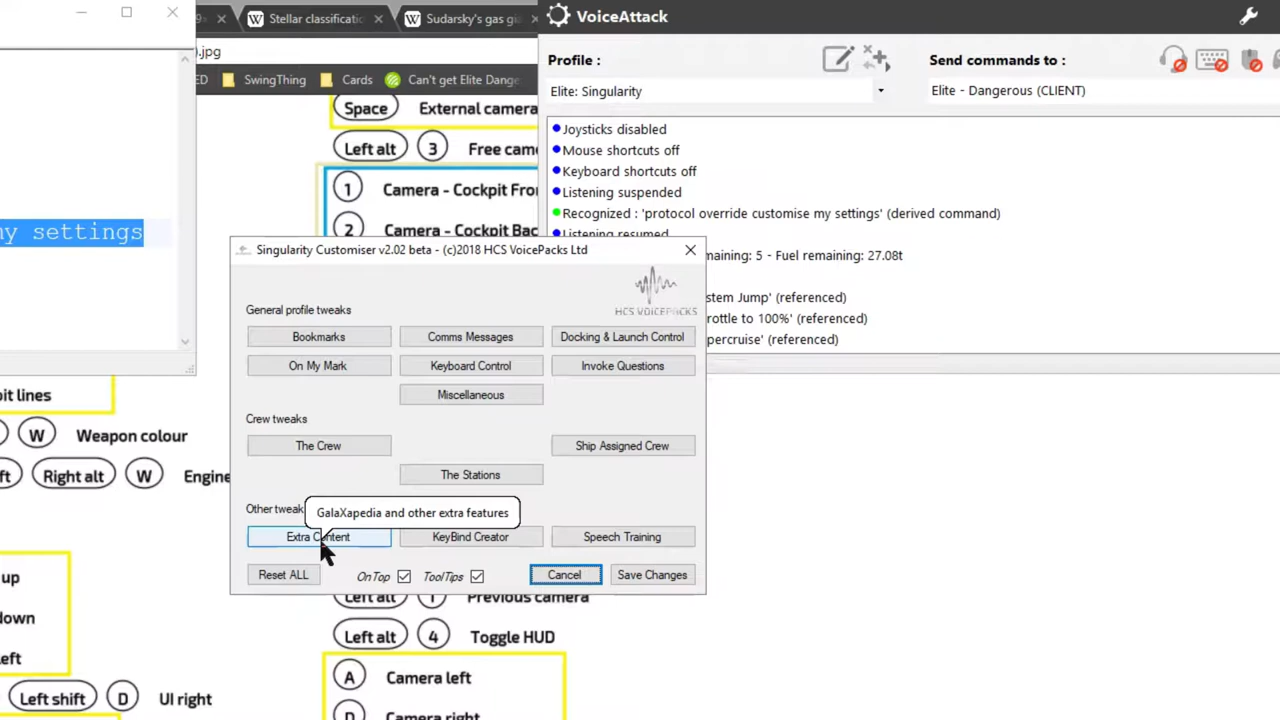 Stellar classificati
Sudarsky's gas gi
.jpg
SwingThing
Cards
Can't get Elite Dange
Space
External camera
Left alt
3
Free came
1
Camera - Cockpit Fro
2
Camera - Cockpit Bac
my settings
VoiceAttack
Profile :
Send commands to :
Elite: Singularity
Elite - Dangerous (CLIENT)
Joysticks disabled
Mouse shortcuts off
Keyboard shortcuts off
Listening suspended
Recognized : 'protocol override customise my settings' (derived command)
Listening resumed
naining: 5 - Fuel remaining: 27.08t
stem Jump' (referenced)
rottle to 100%' (referenced)
percruise' (referenced)
Singularity Customiser v2.02 beta - (c)2018 HCS VoicePacks Ltd
HCS VOICEPACKS
General profile tweaks
Bookmarks
Comms Messages
Docking & Launch Control
On My Mark
Keyboard Control
Invoke Questions
Miscellaneous
Crew tweaks
The Crew
Ship Assigned Crew
The Stations
Other tweak
GalaXapedia and other extra features
Extra Content
KeyBind Creator
Speech Training
Reset ALL
OnTop
ToolTips
Cancel
Save Changes
pit lines
W
Weapon colour
ft
Right alt
W
Engine
up
down
left
Left shift
D
UI right
Left alt
Previous camera
Left alt
4
Toggle HUD
A
Camera left
D
Camera right